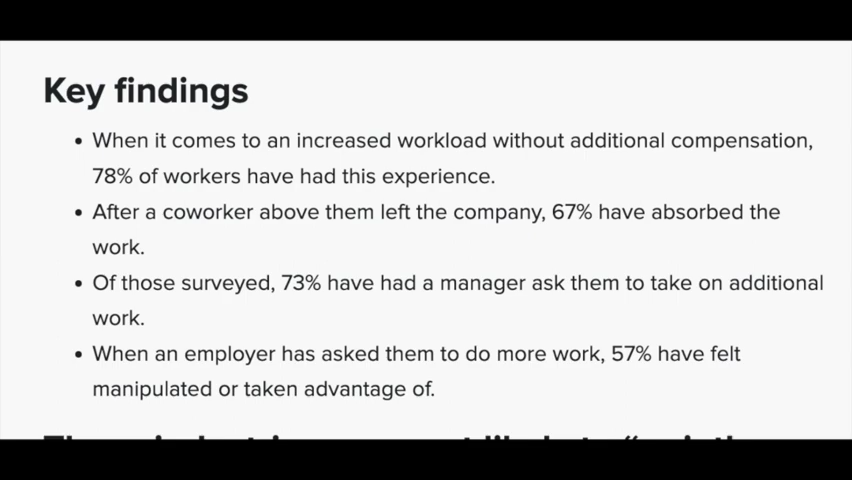 Key findings
• When it comes to an increased workload without additional compensation,
78% of workers have had this experience.
• After a coworker above them left the company, 67% have absorbed the
work.
• Of those surveyed, 73% have had a manager ask them to take on additional
work.
• When an employer has asked them to do more work, 57% have felt
manipulated or taken advantage of.